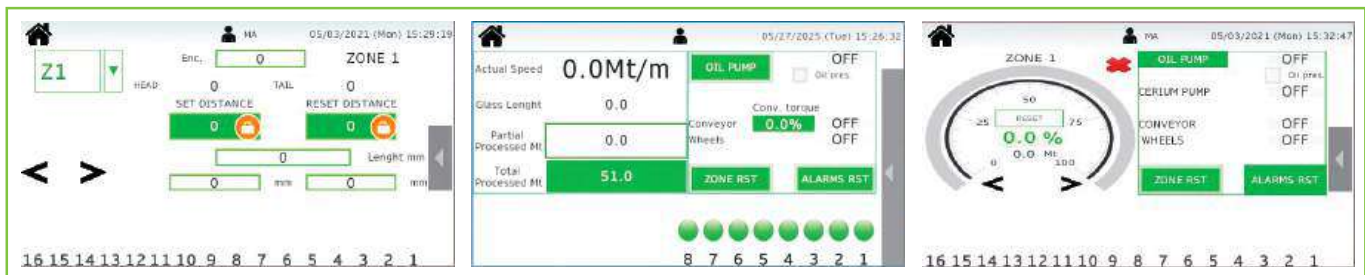 MA 05/03/2021 (Mon) 15:29:19
Z1
Enc. 0 ZONE 1
HEAD 0 TAIL 0
SET DISTANCE RESET DISTANCE
0 0
0 Lenght mm
0 mm 0 mm
< >
16 15 14 13 12 11 10 9 8 7 6 5 4 3 2 1
05/27/2025 (Tue) 15:26:32
Actual Speed 0.0Mt/m
Glass Lenght 0.0
Partial
Processed Mt 0.0
Total
Processed Mt 51.0
OIL PUMP OFF
Oil pres.
Conv. torque
Conveyor 0.0% OFF
Wheels OFF
ZONE RST ALARMS RST
8 7 6 5 4 3 2 1
MA 05/03/2021 (Mon) 15:32:47
ZONE 1
50
25 RESET 75
0.0 %
0 0.0 Mt 100
< >
OIL PUMP OFF
Oil pres.
CERIUM PUMP OFF
CONVEYOR OFF
WHEELS OFF
ZONE RST ALARMS RST
16 15 14 13 12 11 10 9 8 7 6 5 4 3 2 1